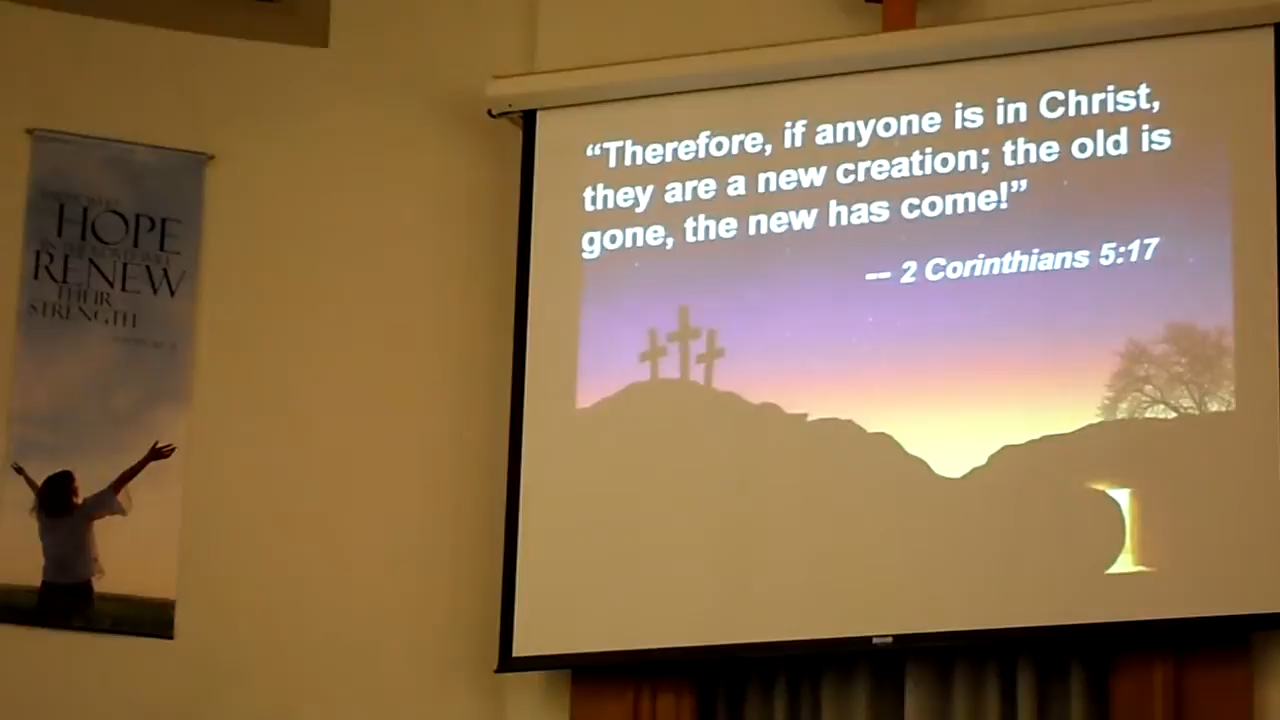 HOPE
RENEW
THEIR
STRENGTH
“Therefore, if anyone is in Christ,
they are a new creation; the old is
gone, the new has come!”
-- 2 Corinthians 5:17